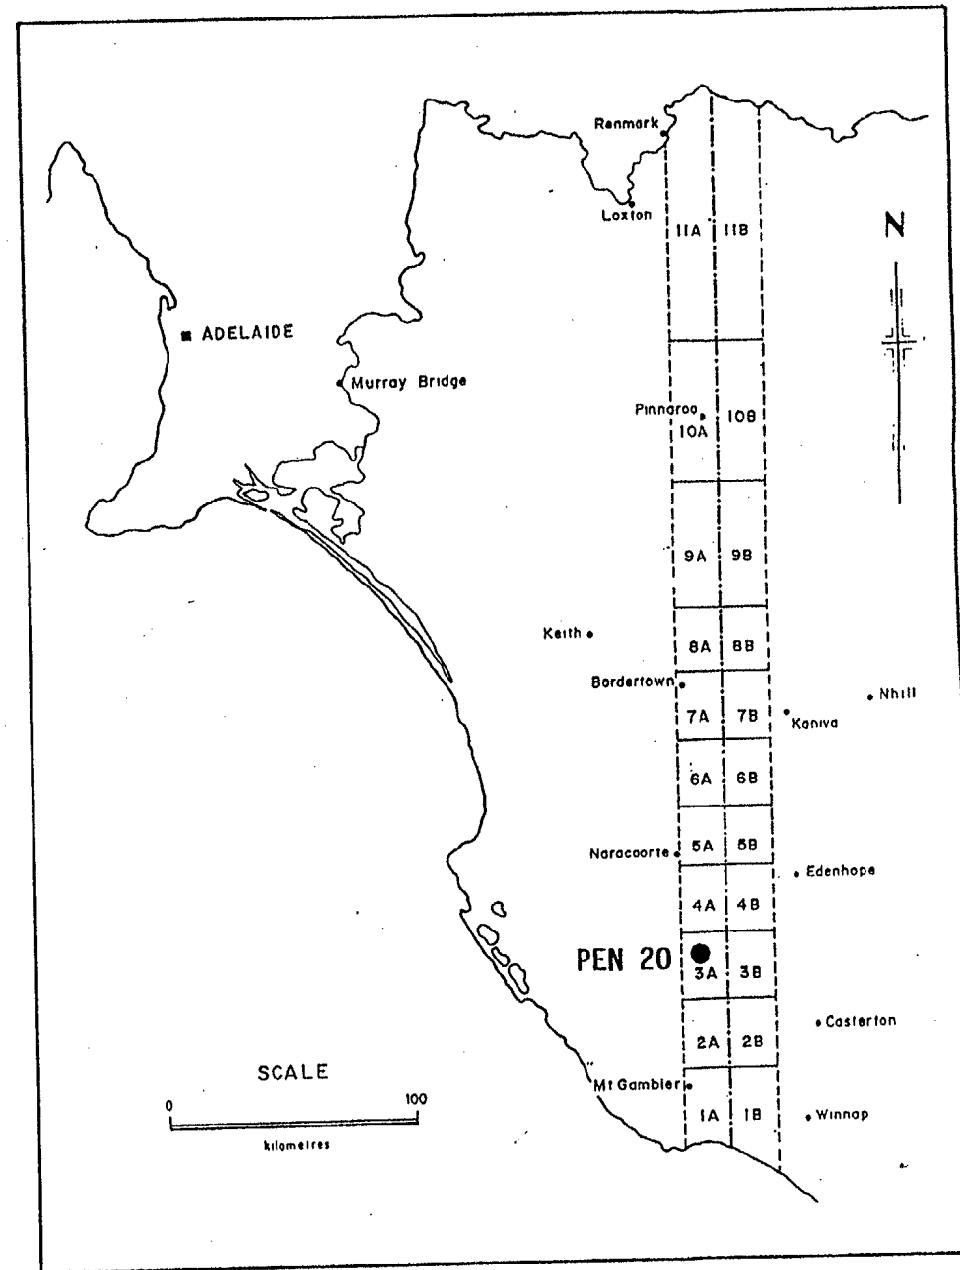 Renmark
Loxton
11A 11B
N
ADELAIDE
Murray Bridge
Pinnaroo
10A 10B
9A 9B
Keith
8A 8B
Bordertown
Nhill
7A 7B
Kaniva
6A 6B
Naracoorte
5A 5B
Edenhope
4A 4B
PEN 20
3A 3B
Casterton
2A 2B
SCALE
Mt Gambier
0 100
1A 1B
Winnap
kilometres